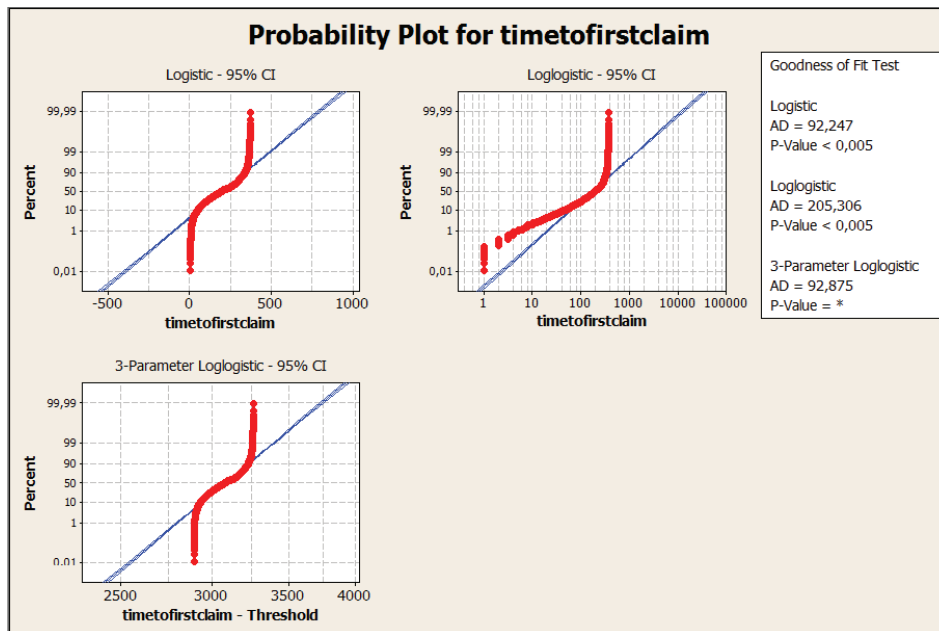 Probability Plot for timetofirstclaim
Logistic - 95% CI
99,99
99
90
50
10
1
0,01
Percent
-500
0
500
1000
timetofirstclaim
Loglogistic - 95% CI
99,99
99
90
50
10
1
0,01
Percent
1
10
100
1000
10000
100000
timetofirstclaim
Goodness of Fit Test
Logistic
AD = 92,247
P-Value < 0,005
Loglogistic
AD = 205,306
P-Value < 0,005
3-Parameter Loglogistic
AD = 92,875
P-Value = *
3-Parameter Loglogistic - 95% CI
99,99
99
90
50
10
1
0,01
Percent
2500
3000
3500
4000
timetofirstclaim - Threshold